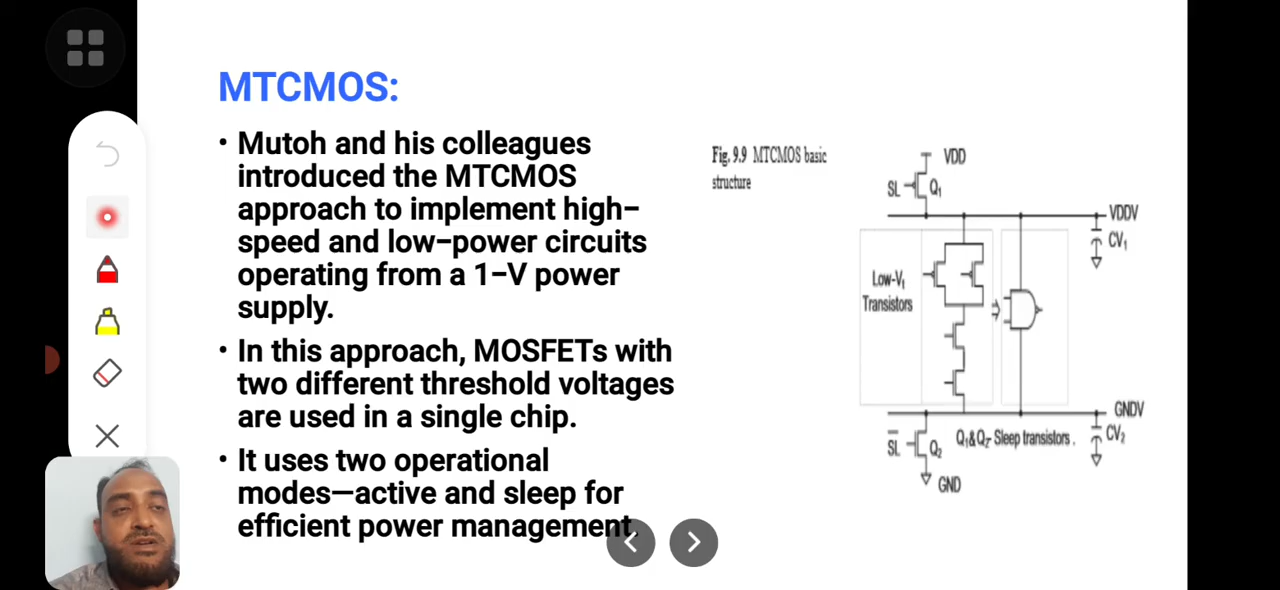 MTCMOS:
• Mutoh and his colleagues
introduced the MTCMOS
approach to implement high-
speed and low-power circuits
operating from a 1-V power
supply.
• In this approach, MOSFETs with
two different threshold voltages
are used in a single chip.
• It uses two operational
modes—active and sleep for
efficient power management
Fig. 9.9 MTCMOS basic
structure
VDD
SL
Q1
VDDV
CV1
Low-Vt
Transistors
GNDV
CV2
S̅L̅
Q2
Q1&Q2- Sleep transistors.
GND